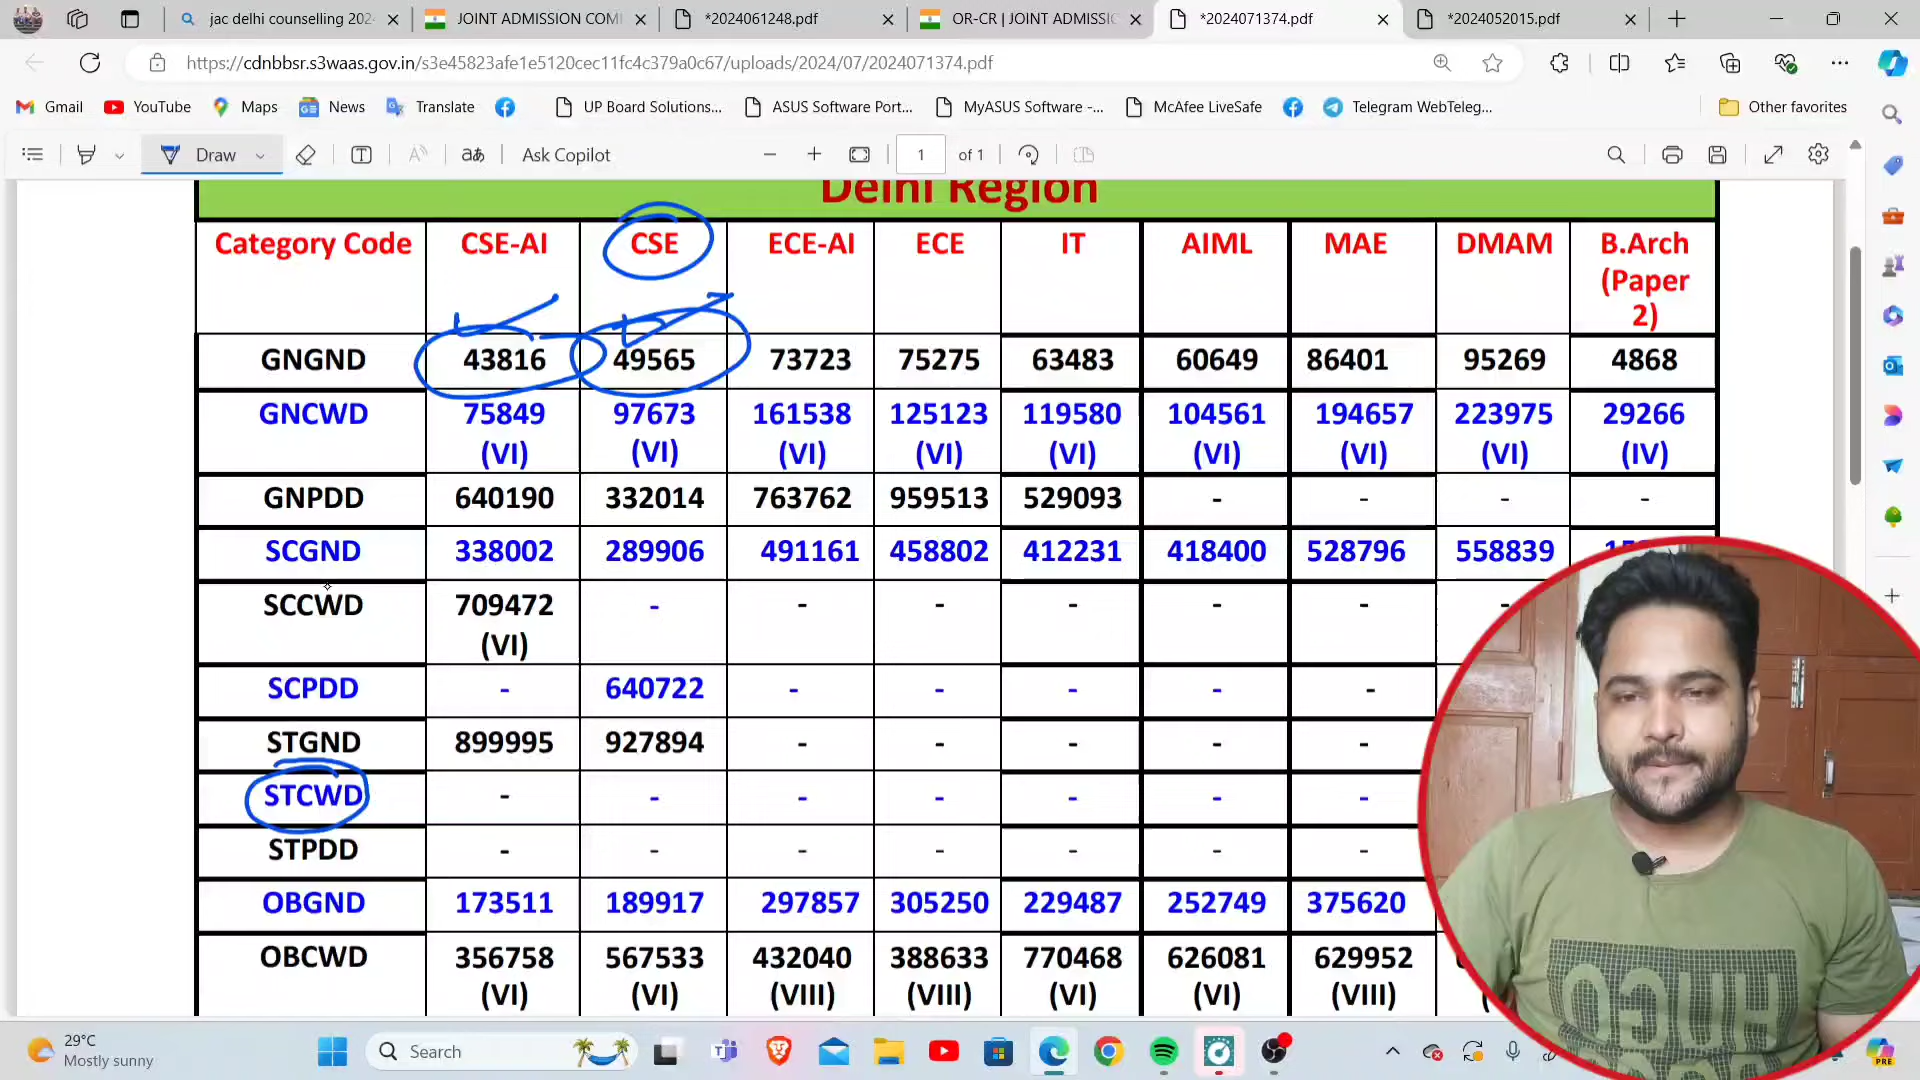 jac delhi counselling 202
JOINT ADMISSION COMI
*2024061248.pdf
OR-CR | JOINT ADMISSIO
*2024071374.pdf
*2024052015.pdf
https://cdnbbsr.s3waas.gov.in/s3e45823afe1e5120cec11fc4c379a0c67/uploads/2024/07/2024071374.pdf
Gmail YouTube Maps News Translate UP Board Solutions... ASUS Software Port... MyASUS Software -... McAfee LiveSafe Telegram WebTeleg... Other favorites
Draw Ask Copilot 1 of 1
Delhi Region
Category Code CSE-AI CSE ECE-AI ECE IT AIML MAE DMAM B.Arch (Paper 2)
GNGND 43816 49565 73723 75275 63483 60649 86401 95269 4868
GNCWD 75849 (VI) 97673 (VI) 161538 (VI) 125123 (VI) 119580 (VI) 104561 (VI) 194657 (VI) 223975 (VI) 29266 (IV)
GNPDD 640190 332014 763762 959513 529093 - - - -
SCGND 338002 289906 491161 458802 412231 418400 528796 558839
SCCWD 709472 (VI) - - - - - - -
SCPDD - 640722 - - - - -
STGND 899995 927894 - - - - -
STCWD - - - - - - -
STPDD - - - - - - -
OBGND 173511 189917 297857 305250 229487 252749 375620
OBCWD 356758 (VI) 567533 (VI) 432040 (VIII) 388633 (VIII) 770468 (VI) 626081 (VI) 629952 (VIII)
29°C
Mostly sunny
Search
PRE